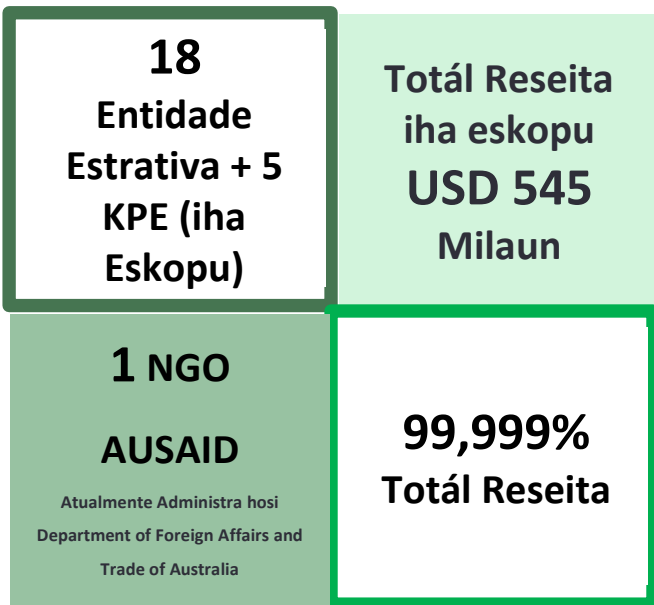 18
Entidade
Estrativa + 5
KPE (iha
Eskopu)
Totál Reseita
iha eskopu
USD 545
Milaun
1 NGO
AUSAID
Atualmente Administra hosi
Department of Foreign Affairs and
Trade of Australia
99,999%
Totál Reseita